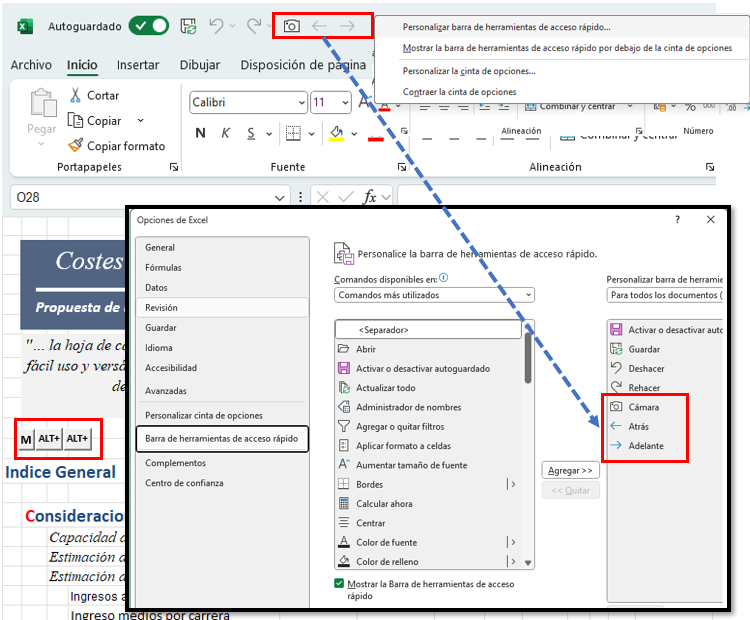 Autoguardado
Personalizar barra de herramientas de acceso rápido...
Mostrar la barra de herramientas de acceso rápido por debajo de la cinta de opciones
Personalizar la cinta de opciones...
Contraer la cinta de opciones
Archivo Inicio Insertar Dibujar Disposición de página
Pegar
Cortar
Copiar
Copiar formato
Portapapeles
Calibri 11
N K S
Fuente
Combinar y centrar
% 000
Alineación
Número
Combinar y centrar
Alineación
O28
fx
Costes
Propuesta de
"... la hoja de
fácil uso y
de
M ALT+ ALT+
Indice General
Capacidad
Estimación
Estimación
Ingresos
Ingreso medios por carrera
Opciones de Excel
? ×
General
Fórmulas
Datos
Revisión
Guardar
Idioma
Accesibilidad
Avanzadas
Personalizar cinta de opciones
Barra de herramientas de acceso rápido
Complementos
Centro de confianza
Personalice la barra de herramientas de acceso rápido.
Comandos disponibles en:
Comandos más utilizados
<Separador>
Abrir
Activar o desactivar autoguardado
Actualizar todo
Administrador de nombres
Agregar o quitar filtros
Aplicar formato a celdas
Aumentar tamaño de fuente
Bordes
Calcular ahora
Centrar
Color de fuente
Color de relleno
Mostrar la Barra de herramientas de acceso
rápido
Agregar >>
<< Quitar
Personalizar barra de herramie
Para todos los documentos (
Activar o desactivar auto
Guardar
Deshacer
Rehacer
Cámara
Atrás
Adelante